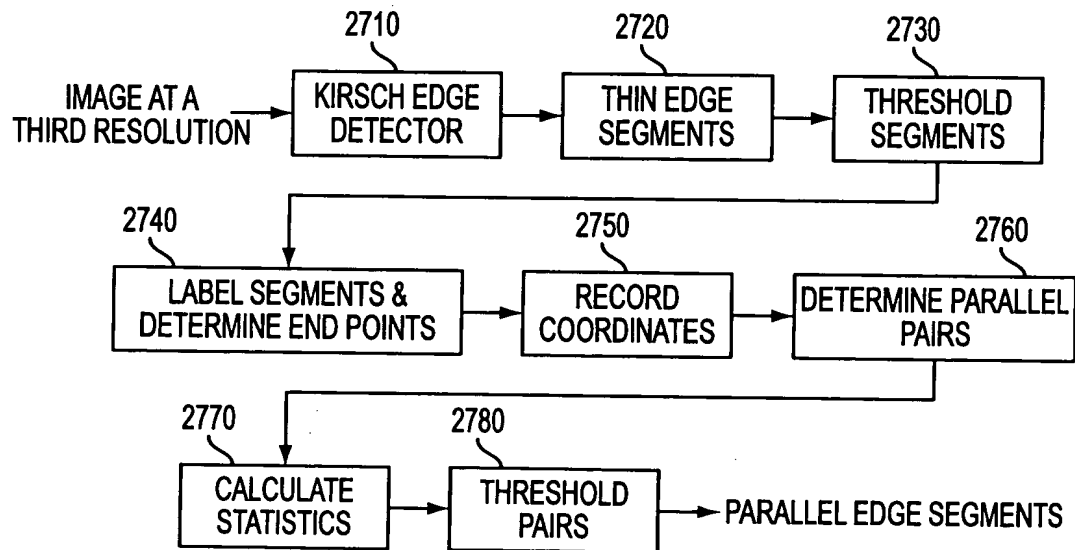 2710
2720
2730
IMAGE AT A
THIRD RESOLUTION
KIRSCH EDGE
DETECTOR
THIN EDGE
SEGMENTS
THRESHOLD
SEGMENTS
2740
2750
2760
LABEL SEGMENTS &
DETERMINE END POINTS
RECORD
COORDINATES
DETERMINE PARALLEL
PAIRS
2770
2780
CALCULATE
STATISTICS
THRESHOLD
PAIRS
PARALLEL EDGE SEGMENTS